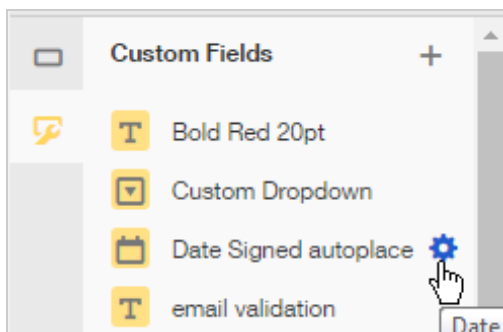 Custom Fields +
T Bold Red 20pt
Custom Dropdown
Date Signed autoplace
T email validation
Date